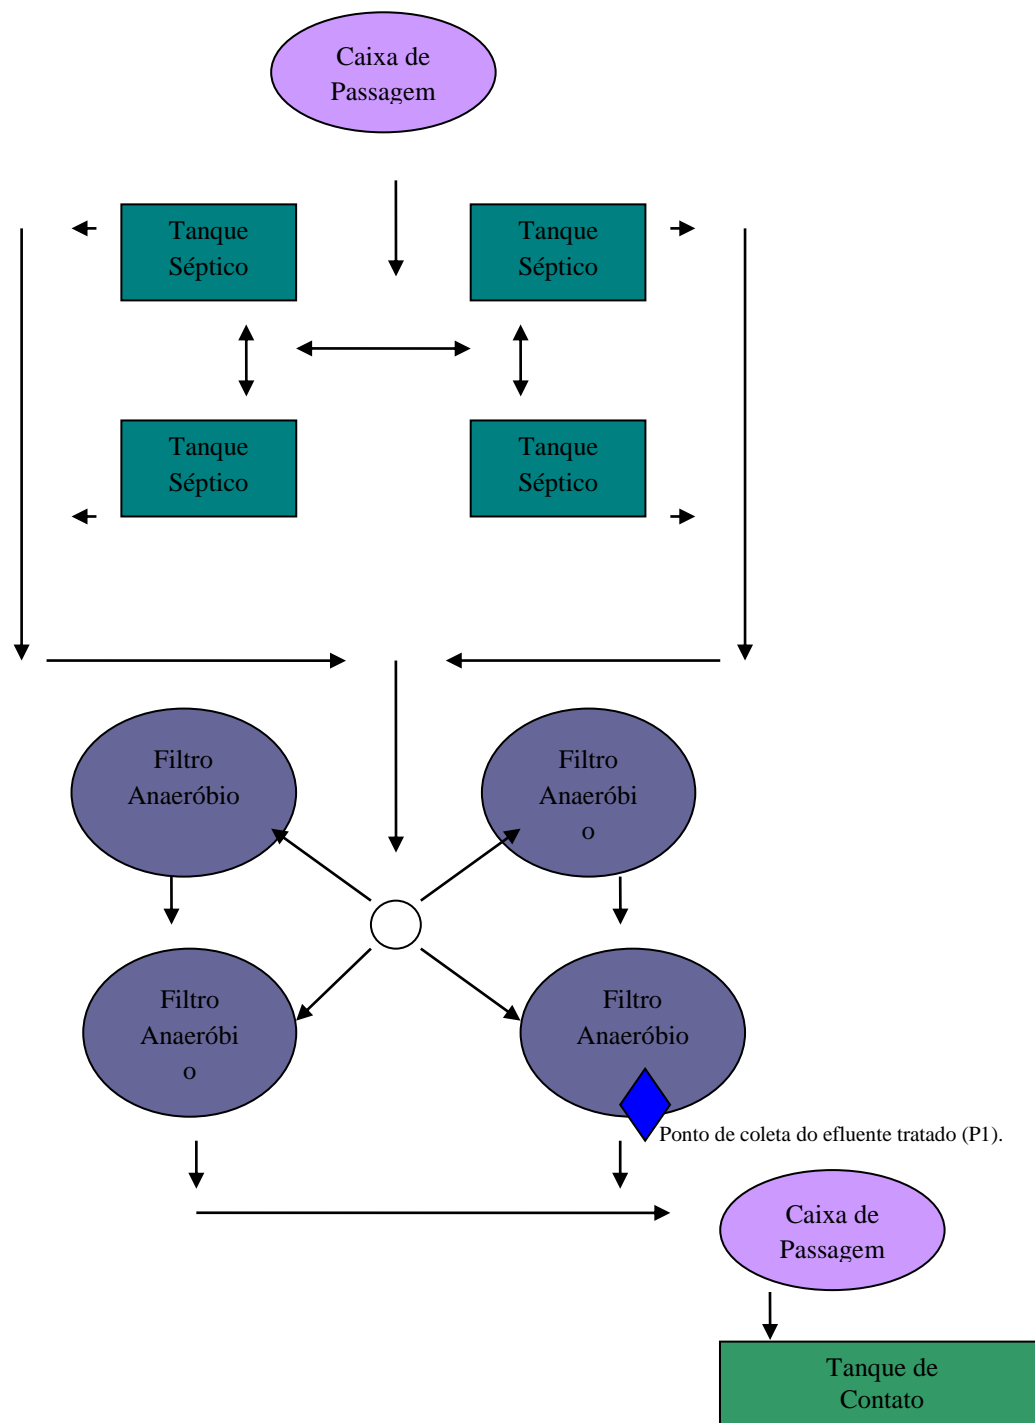 Caixa de
Passagem
Tanque
Séptico
Tanque
Séptico
Tanque
Séptico
Tanque
Séptico
Filtro
Anaeróbio
Filtro
Anaeróbi
o
Filtro
Anaeróbi
o
Filtro
Anaeróbio
Ponto de coleta do efluente tratado (P1).
Caixa de
Passagem
Tanque de
Contato